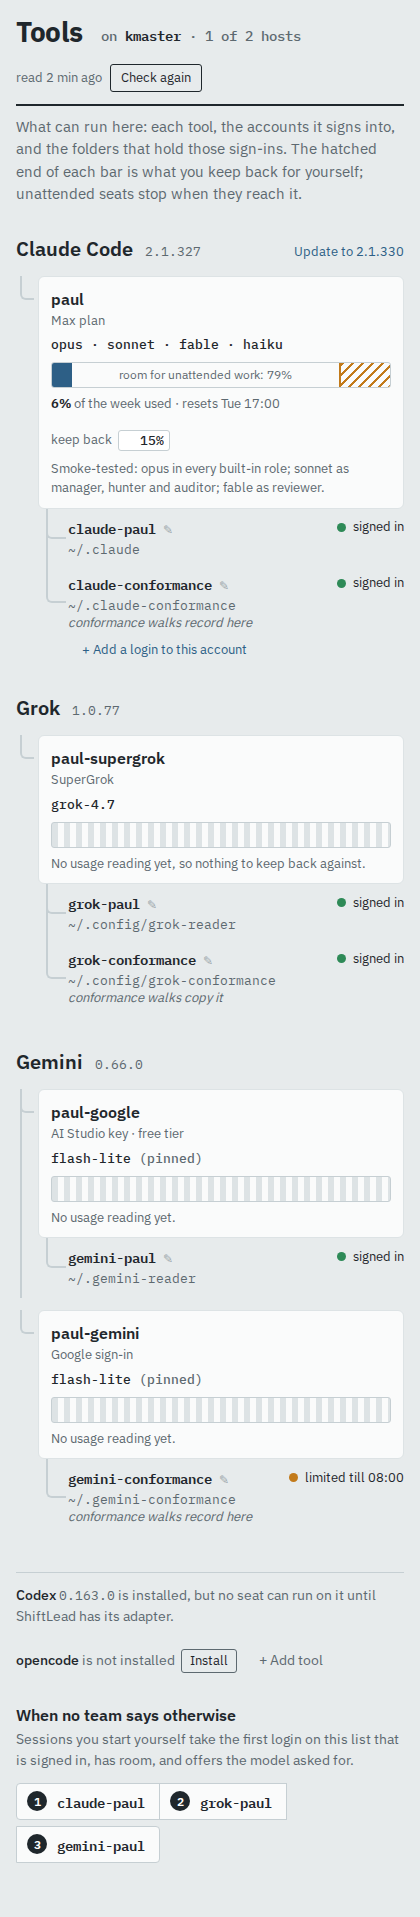 Tools on kmaster · 1 of 2 hosts
read 2 min ago Check again
What can run here: each tool, the accounts it signs into,
and the folders that hold those sign-ins. The hatched
end of each bar is what you keep back for yourself;
unattended seats stop when they reach it.
Claude Code 2.1.327 Update to 2.1.330
paul
Max plan
opus · sonnet · fable · haiku
room for unattended work: 79%
6% of the week used · resets Tue 17:00
keep back 15%
Smoke-tested: opus in every built-in role; sonnet as
manager, hunter and auditor; fable as reviewer.
claude-paul ✎ signed in
~/.claude
claude-conformance ✎ signed in
~/.claude-conformance
conformance walks record here
+ Add a login to this account
Grok 1.0.77
paul-supergrok
SuperGrok
grok-4.7
No usage reading yet, so nothing to keep back against.
grok-paul ✎ signed in
~/.config/grok-reader
grok-conformance ✎ signed in
~/.config/grok-conformance
conformance walks copy it
Gemini 0.66.0
paul-google
AI Studio key · free tier
flash-lite (pinned)
No usage reading yet.
gemini-paul ✎ signed in
~/.gemini-reader
paul-gemini
Google sign-in
flash-lite (pinned)
No usage reading yet.
gemini-conformance ✎ limited till 08:00
~/.gemini-conformance
conformance walks record here
Codex 0.163.0 is installed, but no seat can run on it until
ShiftLead has its adapter.
opencode is not installed Install + Add tool
When no team says otherwise
Sessions you start yourself take the first login on this list that
is signed in, has room, and offers the model asked for.
1 claude-paul 2 grok-paul
3 gemini-paul